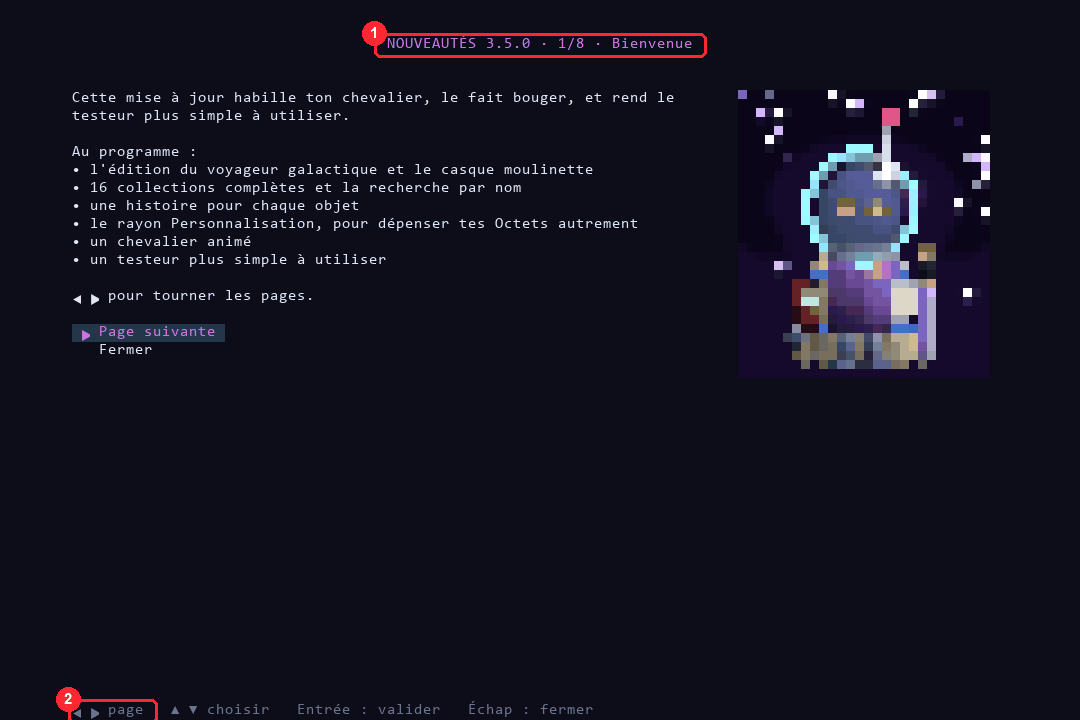 1
NOUVEAUTÉS 3.5.0 · 1/8 · Bienvenue
Cette mise à jour habille ton chevalier, le fait bouger, et rend le
testeur plus simple à utiliser.
Au programme :
• l'édition du voyageur galactique et le casque moulinette
• 16 collections complètes et la recherche par nom
• une histoire pour chaque objet
• le rayon Personnalisation, pour dépenser tes Octets autrement
• un chevalier animé
• un testeur plus simple à utiliser
◀ ▶ pour tourner les pages.
▶ Page suivante
Fermer
2
◀ ▶ page ▲ ▼ choisir Entrée : valider Échap : fermer